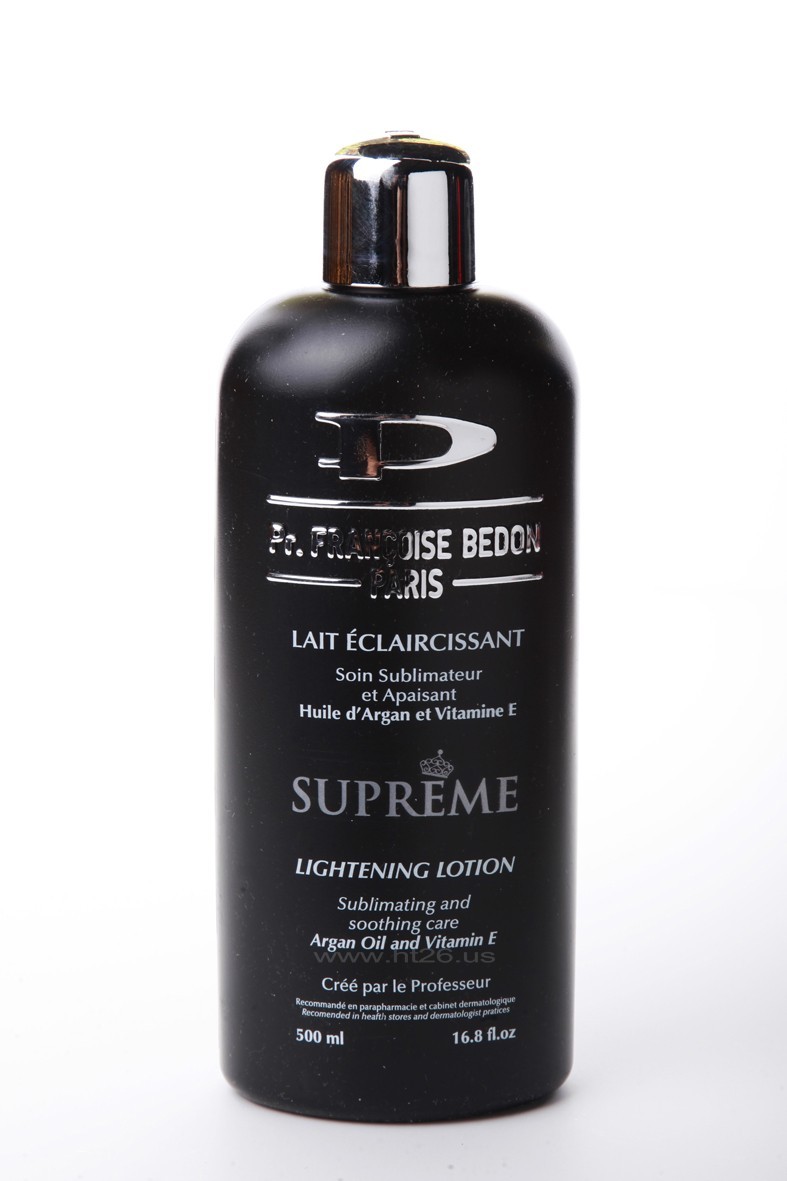 P
Pr. FRANÇOISE BEDON
PARIS
LAIT ÉCLAIRCISSANT
Soin Sublimateur
et Apaisant
Huile d'Argan et Vitamine E
SUPRÊME
LIGHTENING LOTION
Sublimating and
soothing care
Argan Oil and Vitamin E
www.ht26.us
Créé par le Professeur
Recommandé en parapharmacie et cabinet dermatologique
Recomended in health stores and dermatologist pratices
500 ml 16.8 fl.oz